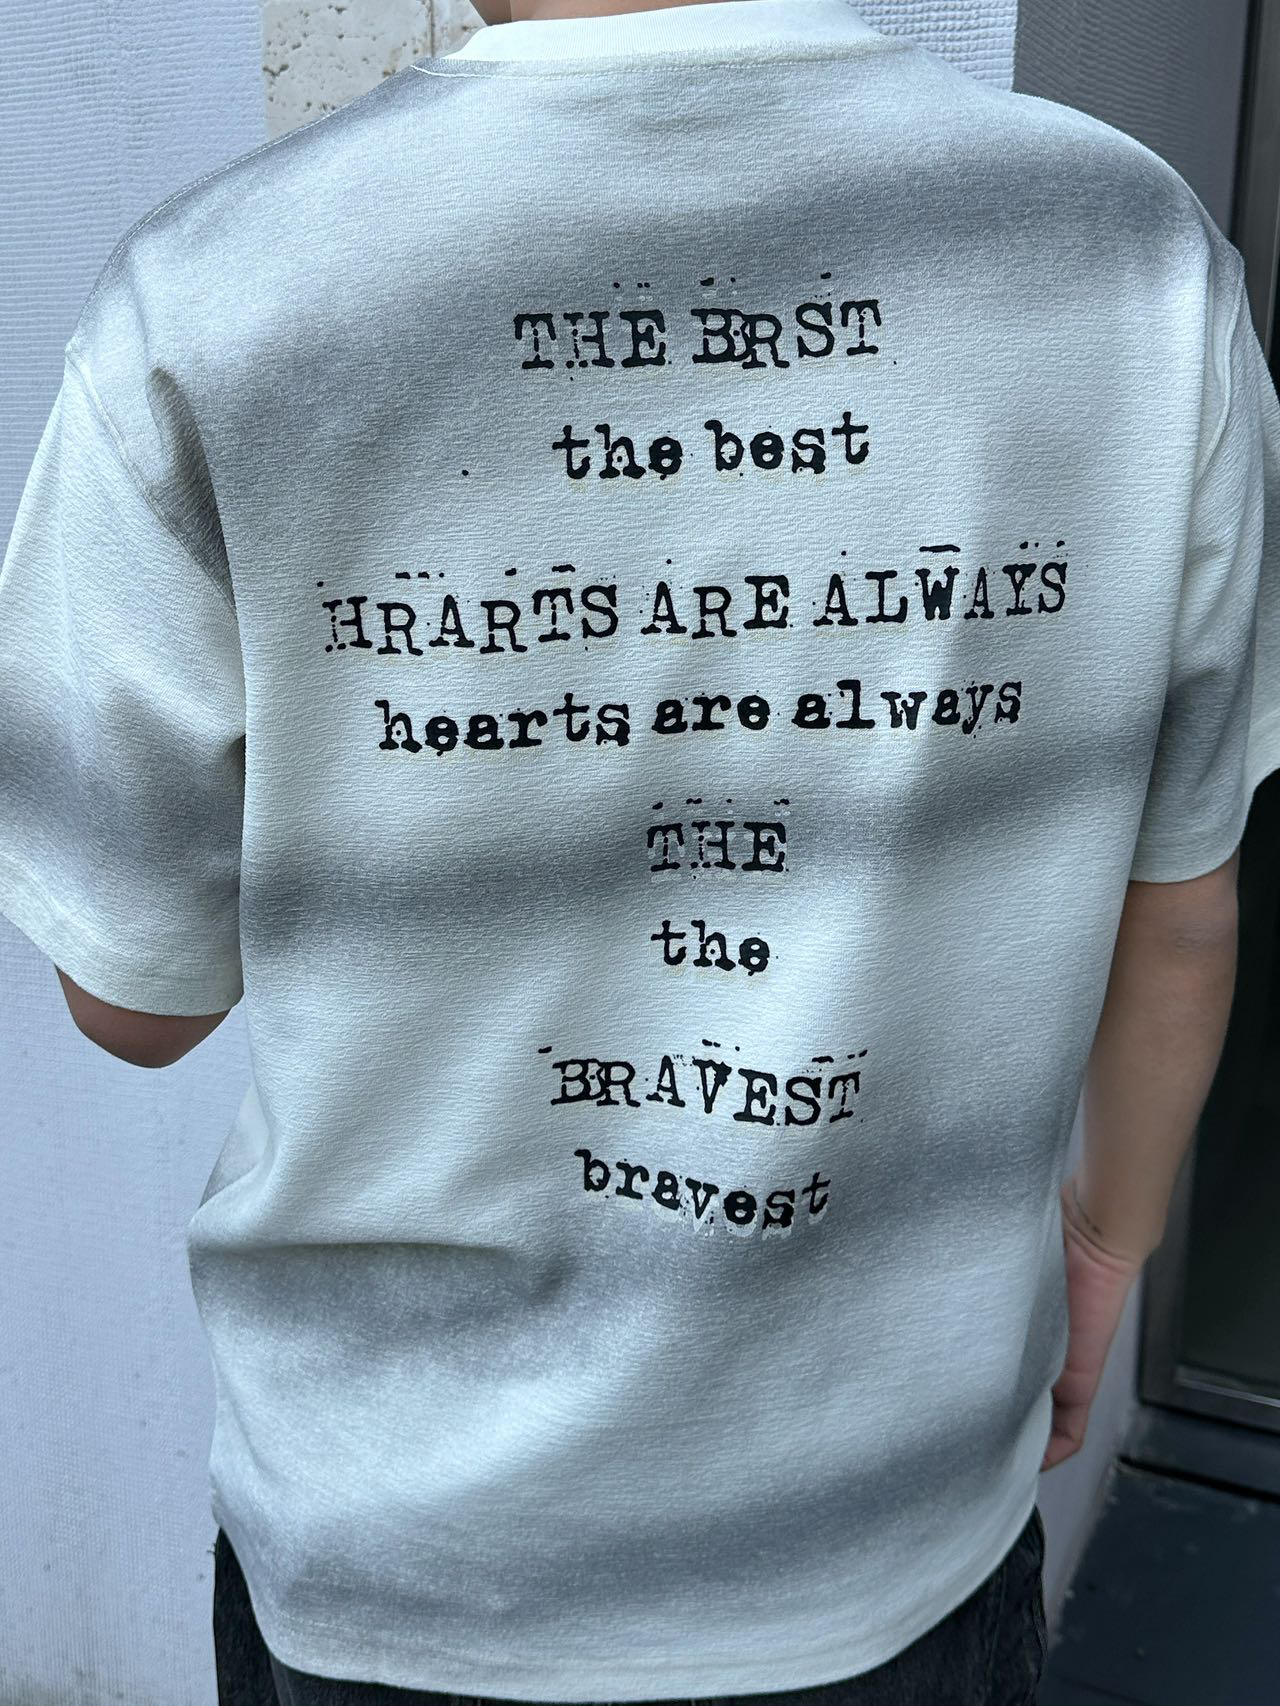 THE BRST
the best
HRARTS ARE ALWAYS
hearts are always
THE
the
BRAVEST
bravest